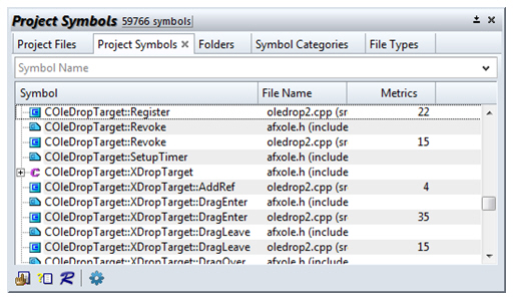 Project Symbols 59766 symbols
Project Files Project Symbols × Folders Symbol Categories File Types
Symbol Name
Symbol File Name Metrics
COleDropTarget::Register oledrop2.cpp (sr 22
COleDropTarget::Revoke afxole.h (include
COleDropTarget::Revoke oledrop2.cpp (sr 15
COleDropTarget::SetupTimer afxole.h (include
COleDropTarget::XDropTarget afxole.h (include
COleDropTarget::XDropTarget::AddRef oledrop2.cpp (sr 4
COleDropTarget::XDropTarget::DragEnter afxole.h (include
COleDropTarget::XDropTarget::DragEnter oledrop2.cpp (sr 35
COleDropTarget::XDropTarget::DragLeave afxole.h (include
COleDropTarget::XDropTarget::DragLeave oledrop2.cpp (sr 15
COleDropTarget::XDropTarget::DragOver afxole.h (include